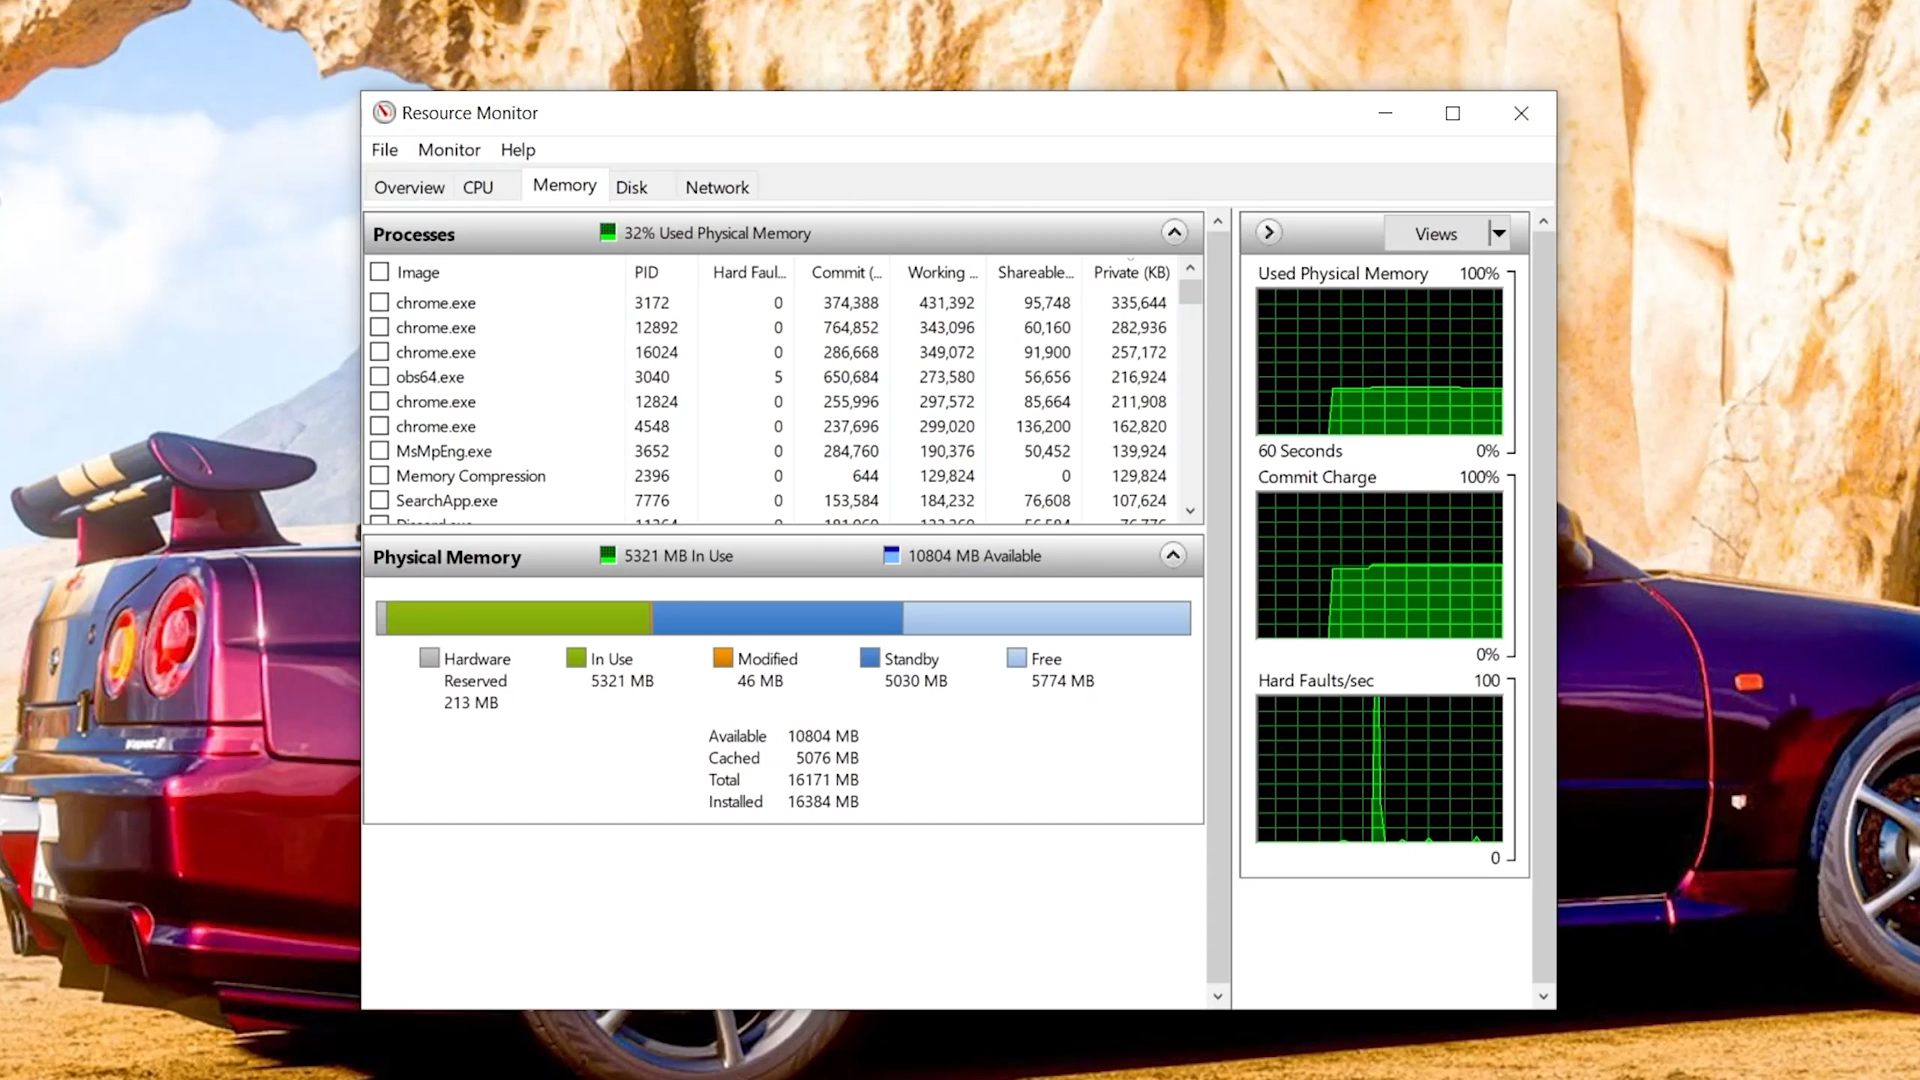 Resource Monitor
File Monitor Help
Overview CPU Memory Disk Network
Processes 32% Used Physical Memory
Image PID Hard Faul... Commit (... Working ... Shareable... Private (KB)
chrome.exe 3172 0 374,388 431,392 95,748 335,644
chrome.exe 12892 0 764,852 343,096 60,160 282,936
chrome.exe 16024 0 286,668 349,072 91,900 257,172
obs64.exe 3040 5 650,684 273,580 56,656 216,924
chrome.exe 12824 0 255,996 297,572 85,664 211,908
chrome.exe 4548 0 237,696 299,020 136,200 162,820
MsMpEng.exe 3652 0 284,760 190,376 50,452 139,924
Memory Compression 2396 0 644 129,824 0 129,824
SearchApp.exe 7776 0 153,584 184,232 76,608 107,624
Physical Memory 5321 MB In Use 10804 MB Available
Hardware Reserved 213 MB
In Use 5321 MB
Modified 46 MB
Standby 5030 MB
Free 5774 MB
Available 10804 MB
Cached 5076 MB
Total 16171 MB
Installed 16384 MB
Views
Used Physical Memory 100%
60 Seconds 0%
Commit Charge 100%
0%
Hard Faults/sec 100
0